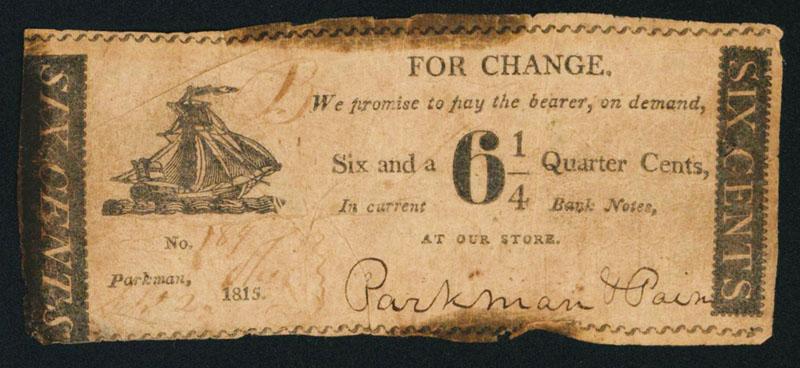 SIX CENTS
B
FOR CHANGE.
We promise to pay the bearer, on demand,
Six and a 6 1/4 Quarter Cents,
In current Bank Notes,
AT OUR STORE.
No.
Parkman, 1815.
Parkman & Pain
SIX CENTS